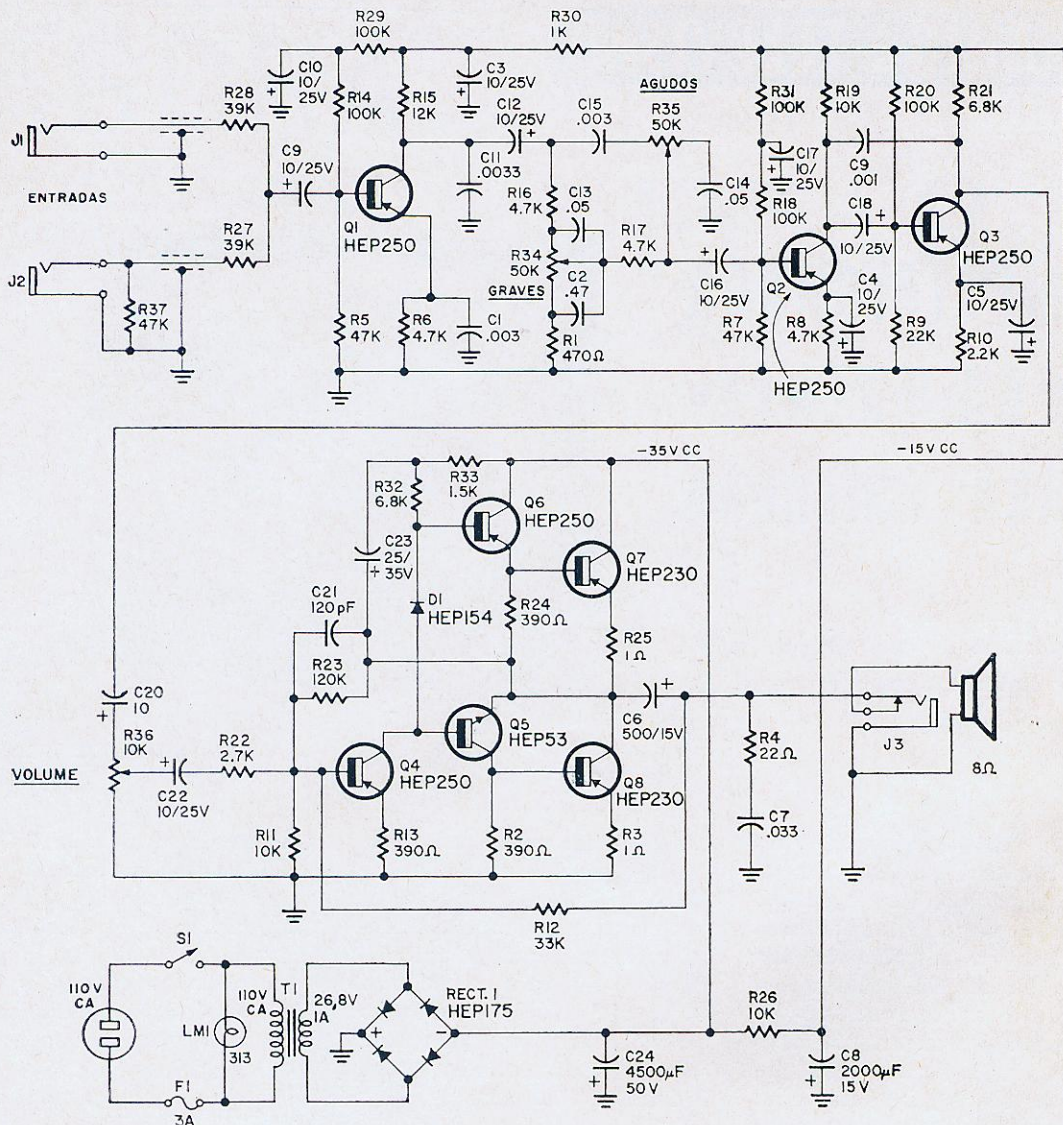 R29
100K
R30
1K
C10
10/
25V
R28
39K
R14
100K
R15
12K
C3
10/25V
C12
10/25V
+
C15
.003
AGUDOS
R35
50K
R31
100K
R19
10K
R20
100K
R21
6.8K
J1
C9
10/25V
+
C11
.0033
C17
10/
25V
C9
.001
ENTRADAS
R16
4.7K
C13
.05
C14
.05
R18
100K
C18
+
10/25V
Q1
HEP250
Q3
HEP250
R27
39K
R34
50K
GRAVES
R17
4.7K
C2
.47
+
C16
10/25V
Q2
C4
10/
25V
C5
10/25V
J2
R37
47K
R5
47K
R6
4.7K
C1
.003
R1
470Ω
R7
47K
R8
4.7K
R9
22K
R10
2.2K
HEP250
-35V CC
-15V CC
R32
6.8K
R33
1.5K
Q6
HEP250
C23
25/
35V
Q7
HEP230
C21
120pF
D1
HEP154
R24
390Ω
R25
1Ω
R23
120K
C20
10
+
R36
10K
VOLUME
+
C22
10/25V
R22
2.7K
Q4
HEP250
Q5
HEP53
+
C6
500/15V
Q8
HEP230
R4
22Ω
J3
8Ω
C7
.033
R11
10K
R13
390Ω
R2
390Ω
R3
1Ω
R12
33K
S1
110V
CA
LM1
313
110V
CA
T1
26,8V
1A
RECT. 1
HEP175
+
-
R26
10K
C24
4500µF
50V
+
C8
2000µF
15V
+
F1
3A